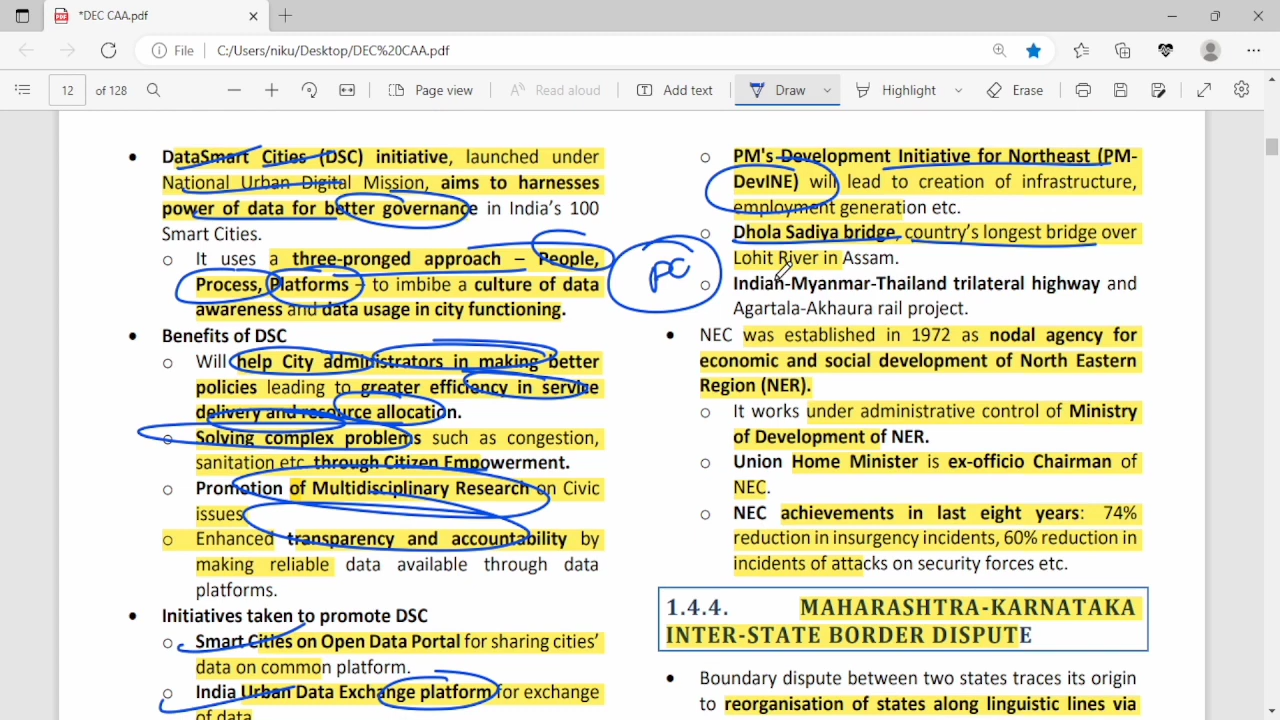 *DEC CAA.pdf
File
C:/Users/niku/Desktop/DEC%20CAA.pdf
12 of 128
Page view
Read aloud
Add text
Draw
Highlight
Erase
• DataSmart Cities (DSC) initiative, launched under
National Urban Digital Mission, aims to harnesses
power of data for better governance in India's 100
Smart Cities.
o It uses a three-pronged approach – People,
Process, Platforms – to imbibe a culture of data
awareness and data usage in city functioning.
• Benefits of DSC
o Will help City administrators in making better
policies leading to greater efficiency in service
delivery and resource allocation.
o Solving complex problems such as congestion,
sanitation etc. through Citizen Empowerment.
o Promotion of Multidisciplinary Research on Civic
issues
o Enhanced transparency and accountability by
making reliable data available through data
platforms.
• Initiatives taken to promote DSC
o Smart Cities on Open Data Portal for sharing cities'
data on common platform.
o India Urban Data Exchange platform for exchange
of data
PC
o PM's Development Initiative for Northeast (PM-
DevINE) will lead to creation of infrastructure,
employment generation etc.
o Dhola Sadiya bridge, country's longest bridge over
Lohit River in Assam.
o Indian-Myanmar-Thailand trilateral highway and
Agartala-Akhaura rail project.
• NEC was established in 1972 as nodal agency for
economic and social development of North Eastern
Region (NER).
o It works under administrative control of Ministry
of Development of NER.
o Union Home Minister is ex-officio Chairman of
NEC.
o NEC achievements in last eight years: 74%
reduction in insurgency incidents, 60% reduction in
incidents of attacks on security forces etc.
1.4.4. MAHARASHTRA-KARNATAKA
INTER-STATE BORDER DISPUTE
• Boundary dispute between two states traces its origin
to reorganisation of states along linguistic lines via